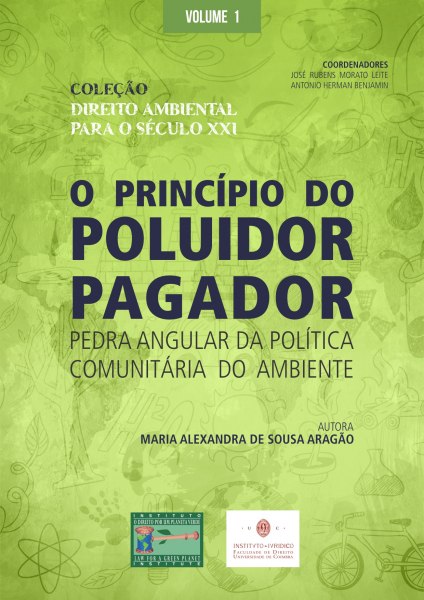 VOLUME 1
COORDENADORES
JOSÉ RUBENS MORATO LEITE
ANTONIO HERMAN BENJAMIN
COLEÇÃO
DIREITO AMBIENTAL
PARA O SÉCULO XXI
O PRINCÍPIO DO
POLUIDOR
PAGADOR
PEDRA ANGULAR DA POLÍTICA
COMUNITÁRIA DO AMBIENTE
AUTORA
MARIA ALEXANDRA DE SOUSA ARAGÃO
INSTITUTO
O DIREITO POR UM PLANETA VERDE
LAW FOR A GREEN PLANET
INSTITUTE
INSTITUTO JURÍDICO
FACULDADE DE DIREITO
UNIVERSIDADE DE COIMBRA